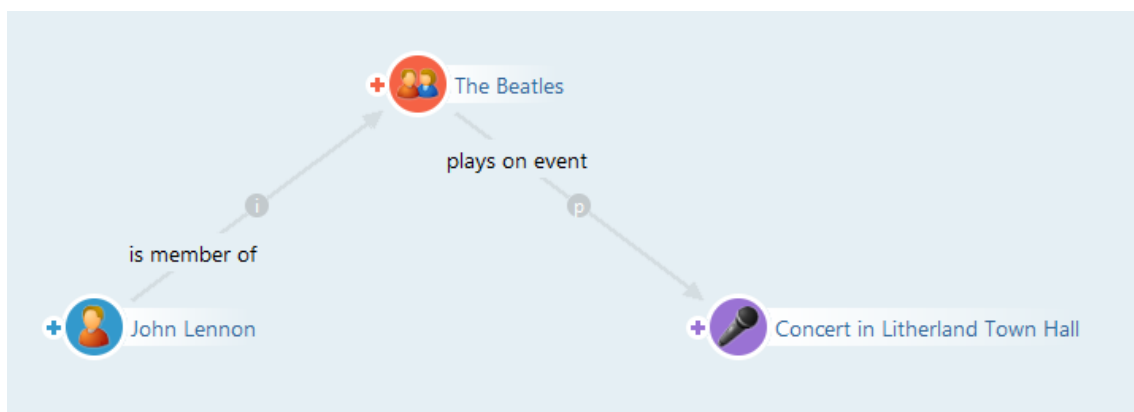 The Beatles
plays on event
i
p
is member of
John Lennon
Concert in Litherland Town Hall